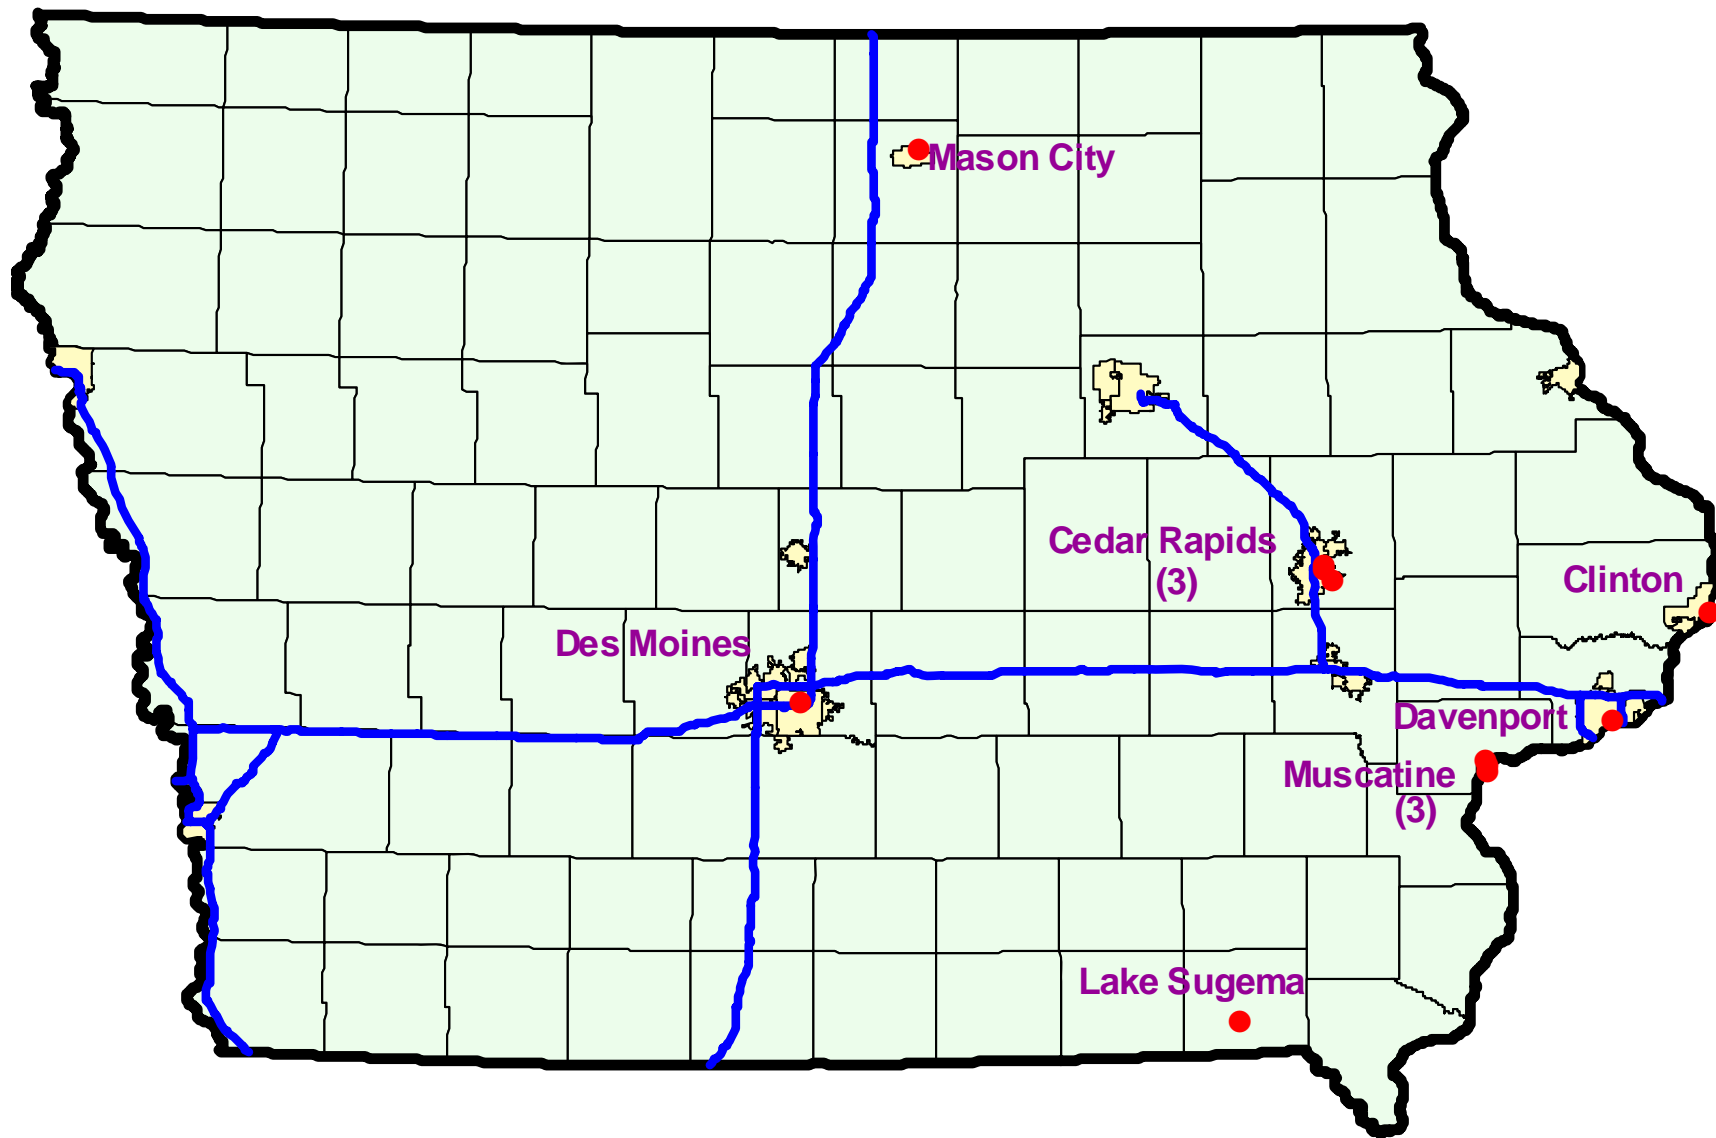 Mason City
Cedar Rapids
(3)
Clinton
Des Moines
Davenport
Muscatine
(3)
Lake Sugema